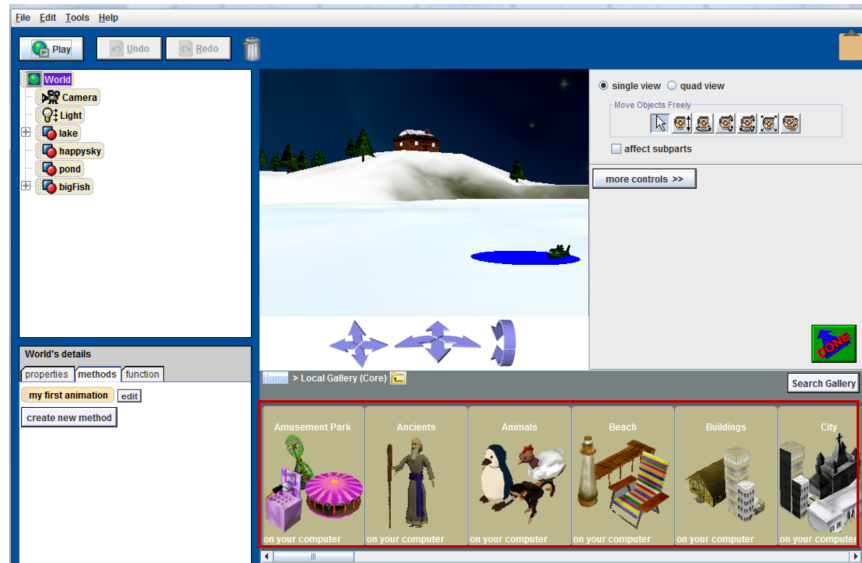 File Edit Tools Help
Play Undo Redo
World
Camera
Light
lake
happysky
pond
bigFish
single view quad view
Move Objects Freely
affect subparts
more controls >>
DONE
World's details
properties methods function
my first animation edit
create new method
Home > Local Gallery (Core)
Search Gallery
Amusement Park Ancients Animals Beach Buildings City
on your computer on your computer on your computer on your computer on your computer on your computer